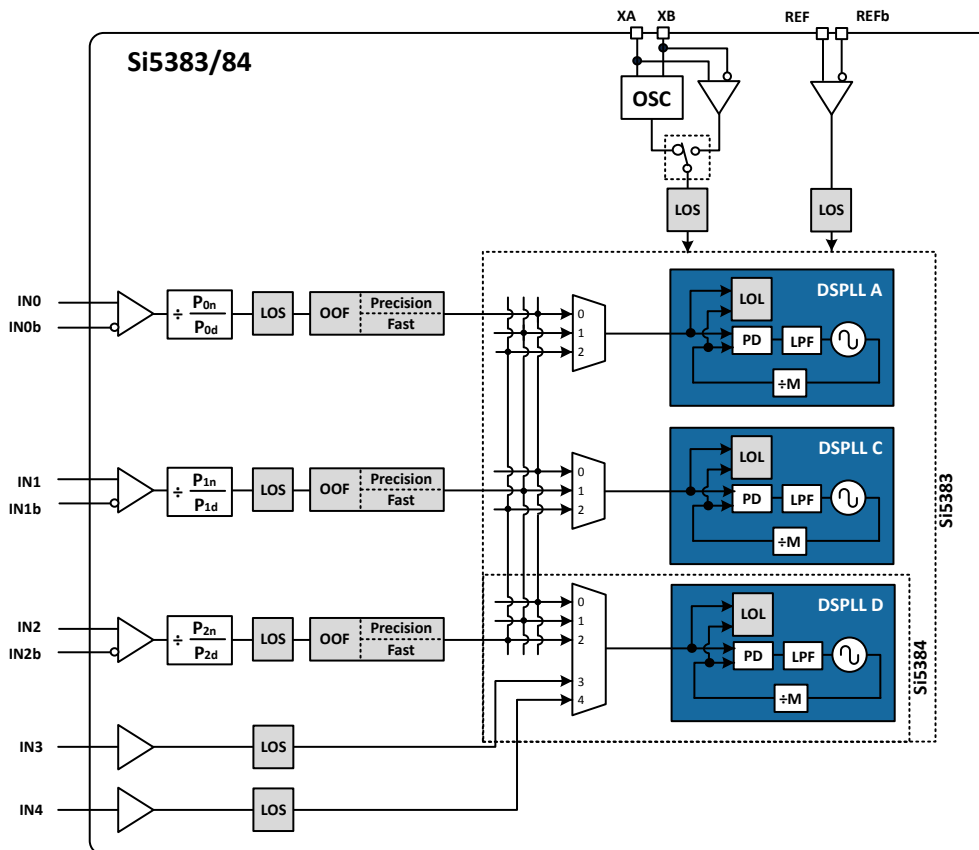 XA XB REF REFb
Si5383/84
OSC
LOS LOS
IN0
IN0b
÷ P0n
P0d
LOS
OOF
Precision
Fast
0
1
2
DSPLL A
LOL
PD LPF
÷M
IN1
IN1b
÷ P1n
P1d
LOS
OOF
Precision
Fast
0
1
2
DSPLL C
LOL
PD LPF
÷M
Si5383
IN2
IN2b
÷ P2n
P2d
LOS
OOF
Precision
Fast
0
1
2
3
4
DSPLL D
LOL
PD LPF
÷M
Si5384
IN3
LOS
IN4
LOS